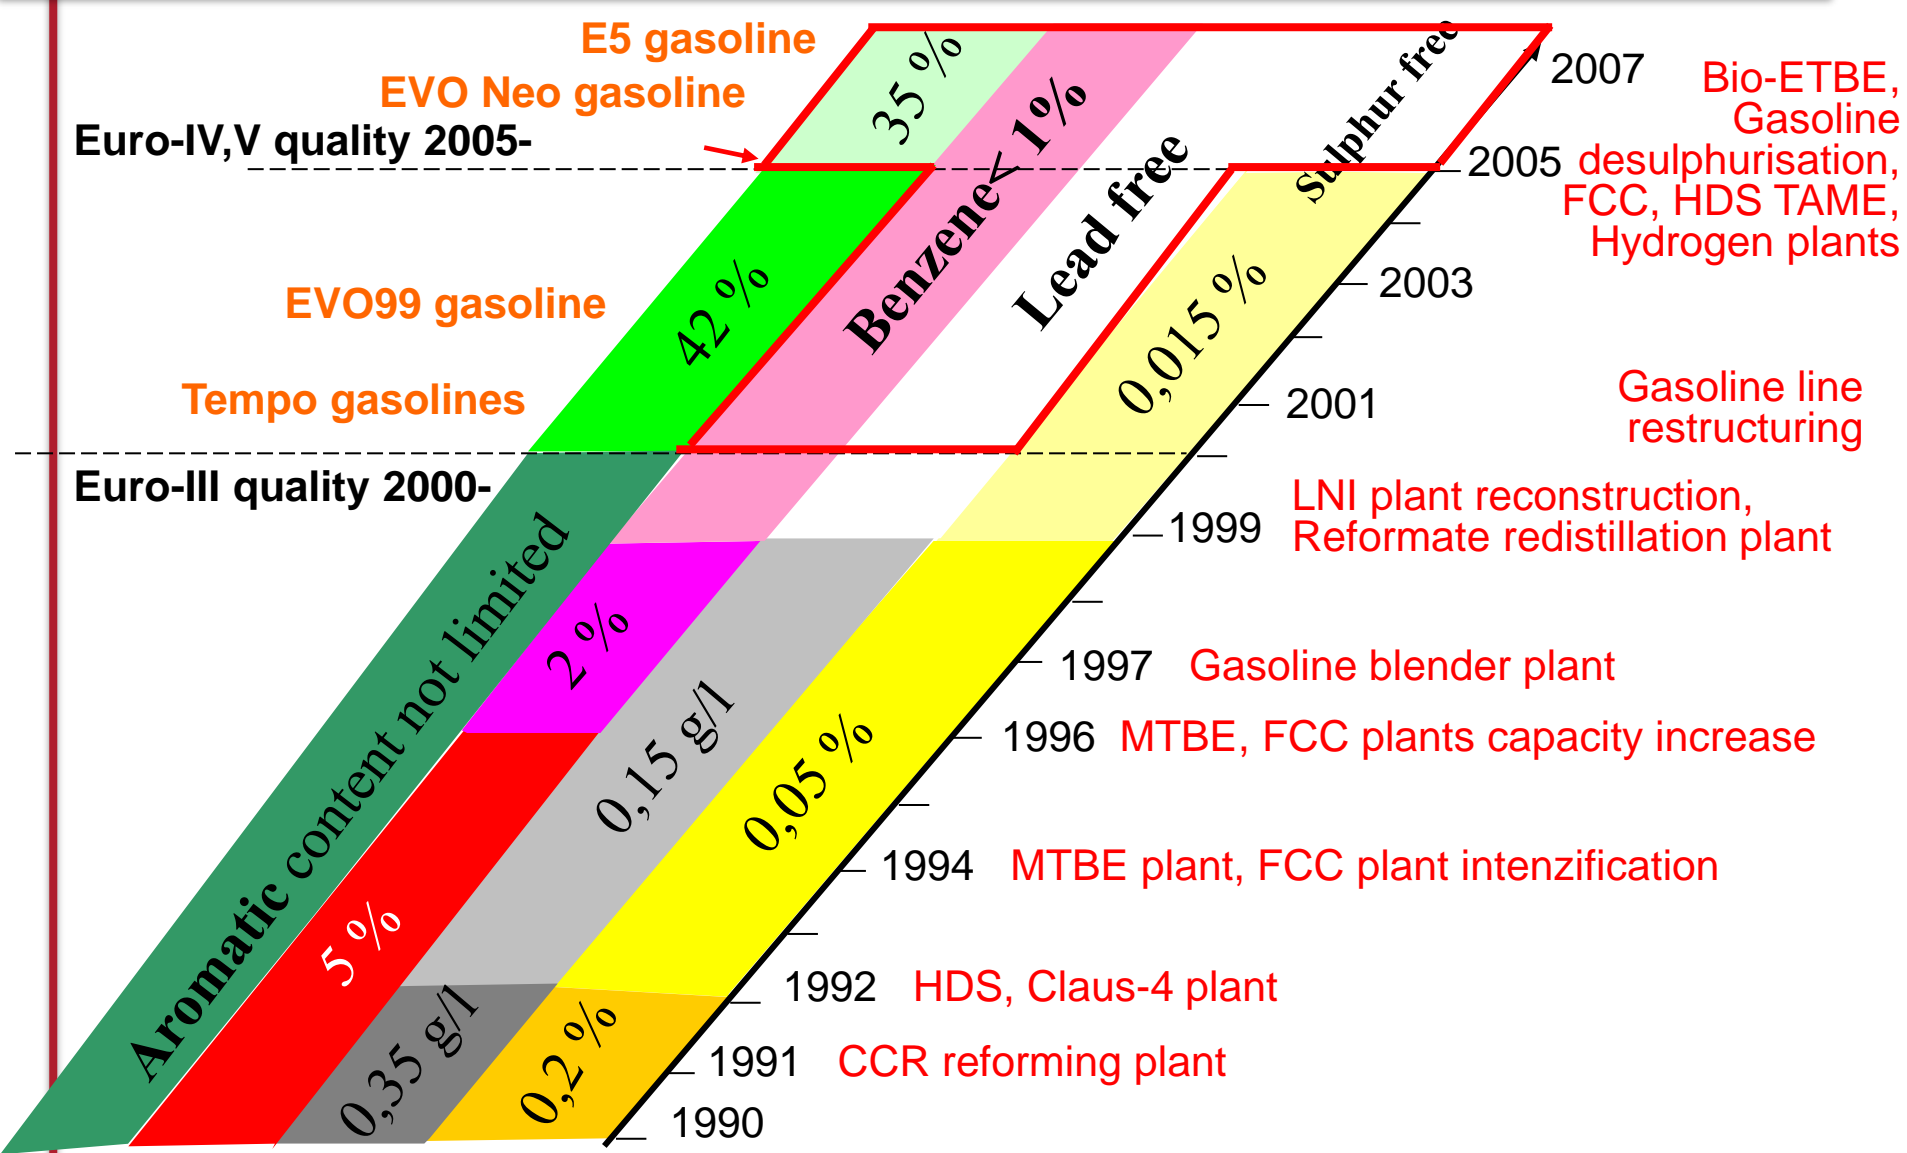 E5 gasoline
EVO Neo gasoline
Euro-IV,V quality 2005-
EVO99 gasoline
Tempo gasolines
Euro-III quality 2000-
35 %
42 %
Aromatic content not limited
Benzene< 1%
2 %
5 %
Lead free
0,15 g/l
0,35 g/l
Sulphur free
0,015 %
0,05 %
0,2 %
2007
2005
2003
2001
1999
1997
1996
1994
1992
1991
1990
Bio-ETBE,
Gasoline
desulphurisation,
FCC, HDS TAME,
Hydrogen plants
Gasoline line
restructuring
LNI plant reconstruction,
Reformate redistillation plant
Gasoline blender plant
MTBE, FCC plants capacity increase
MTBE plant, FCC plant intenzification
HDS, Claus-4 plant
CCR reforming plant